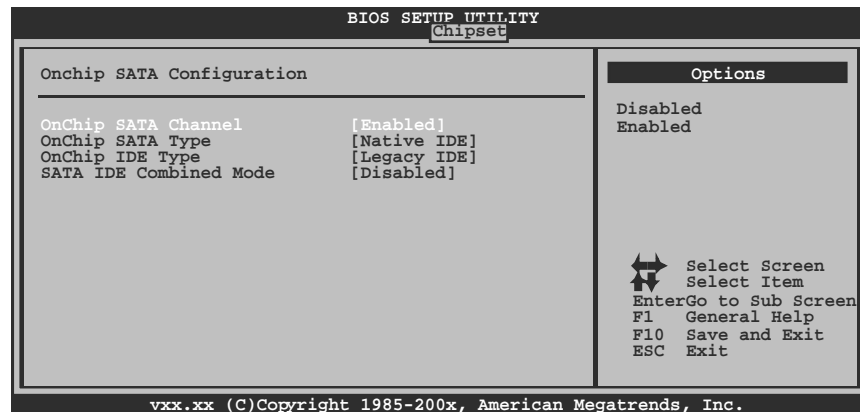 BIOS SETUP UTILITY
Chipset
Onchip SATA Configuration
OnChip SATA Channel [Enabled]
OnChip SATA Type [Native IDE]
OnChip IDE Type [Legacy IDE]
SATA IDE Combined Mode [Disabled]
Options
Disabled
Enabled
Select Screen
Select Item
EnterGo to Sub Screen
F1 General Help
F10 Save and Exit
ESC Exit
vxx.xx (C)Copyright 1985-200x, American Megatrends, Inc.